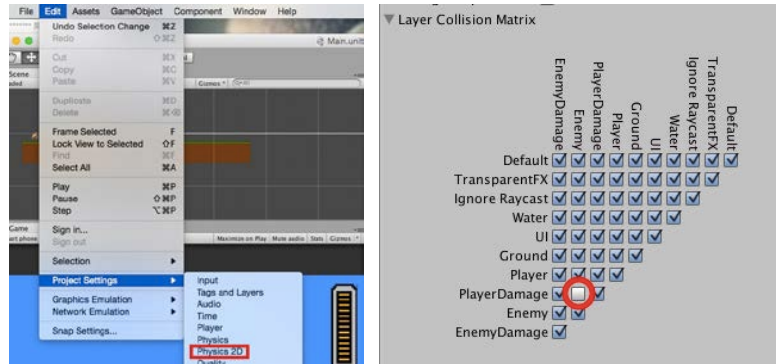 File Edit Assets GameObject Component Window Help
Undo Selection Change ⌘Z
Redo ⇧⌘Z
Cut ⌘X
Copy ⌘C
Paste ⌘V
Duplicate ⌘D
Delete ⌘⌫
Frame Selected F
Lock View to Selected ⇧F
Find ⌘F
Select All ⌘A
Play ⌘P
Pause ⇧⌘P
Step ⌥⌘P
Sign in...
Sign out
Selection
Project Settings
Graphics Emulation
Network Emulation
Snap Settings...
Input
Tags and Layers
Audio
Time
Player
Physics
Physics 2D
Quality
Scene
Gizmos
Main.unit
Game
Maximize on Play Mute audio Stats Gizmos
Layer Collision Matrix
EnemyDamage
Enemy
PlayerDamage
Player
Ground
UI
Water
Ignore Raycast
TransparentFX
Default
Default
TransparentFX
Ignore Raycast
Water
UI
Ground
Player
PlayerDamage
Enemy
EnemyDamage